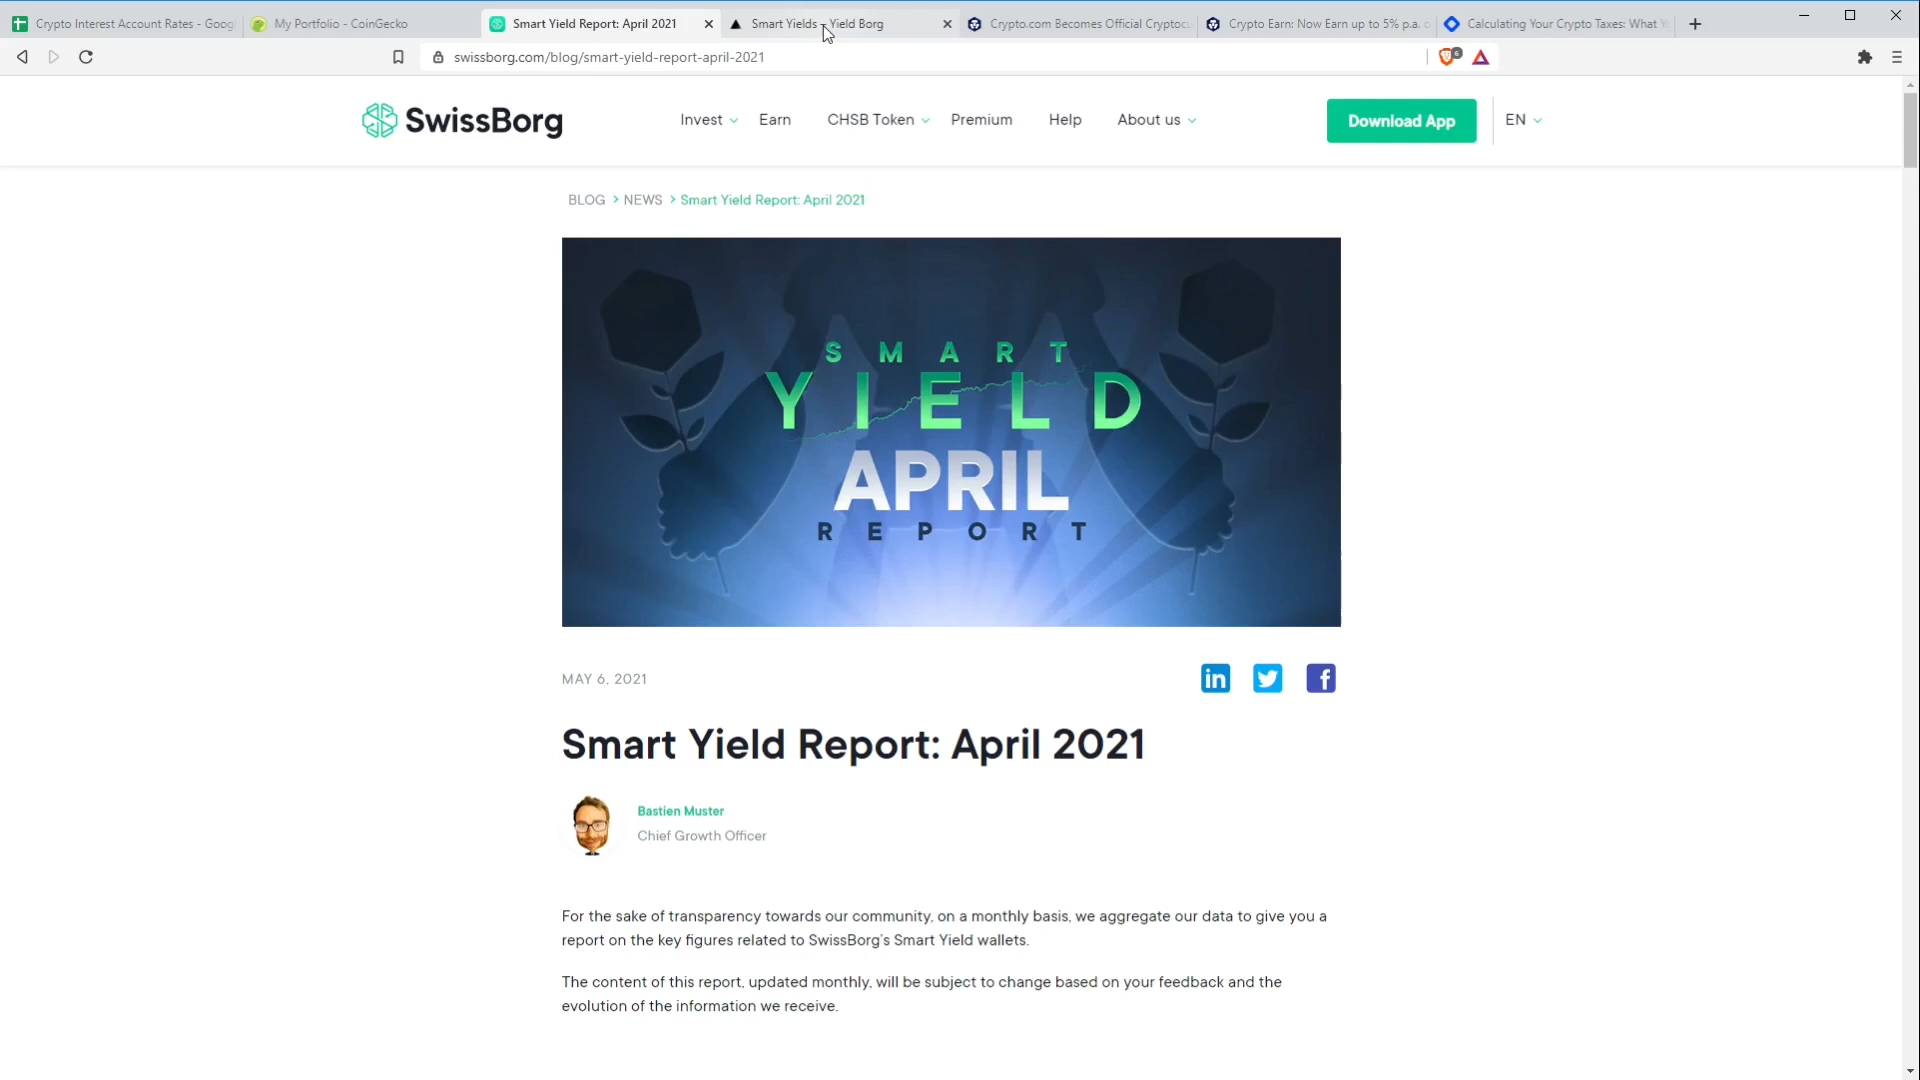 Crypto Interest Account Rates - Goog
My Portfolio - CoinGecko
Smart Yield Report: April 2021
Smart Yields – Yield Borg
Crypto.com Becomes Official Cryptocu
Crypto Earn: Now Earn up to 5% p.a. o
Calculating Your Crypto Taxes: What Y
swissborg.com/blog/smart-yield-report-april-2021
6
SwissBorg
Invest
Earn
CHSB Token
Premium
Help
About us
Download App
EN
BLOG > NEWS > Smart Yield Report: April 2021
SMART
YIELD
APRIL
REPORT
MAY 6, 2021
in
f
Smart Yield Report: April 2021
Bastien Muster
Chief Growth Officer
For the sake of transparency towards our community, on a monthly basis, we aggregate our data to give you a
report on the key figures related to SwissBorg's Smart Yield wallets.
The content of this report, updated monthly, will be subject to change based on your feedback and the
evolution of the information we receive.